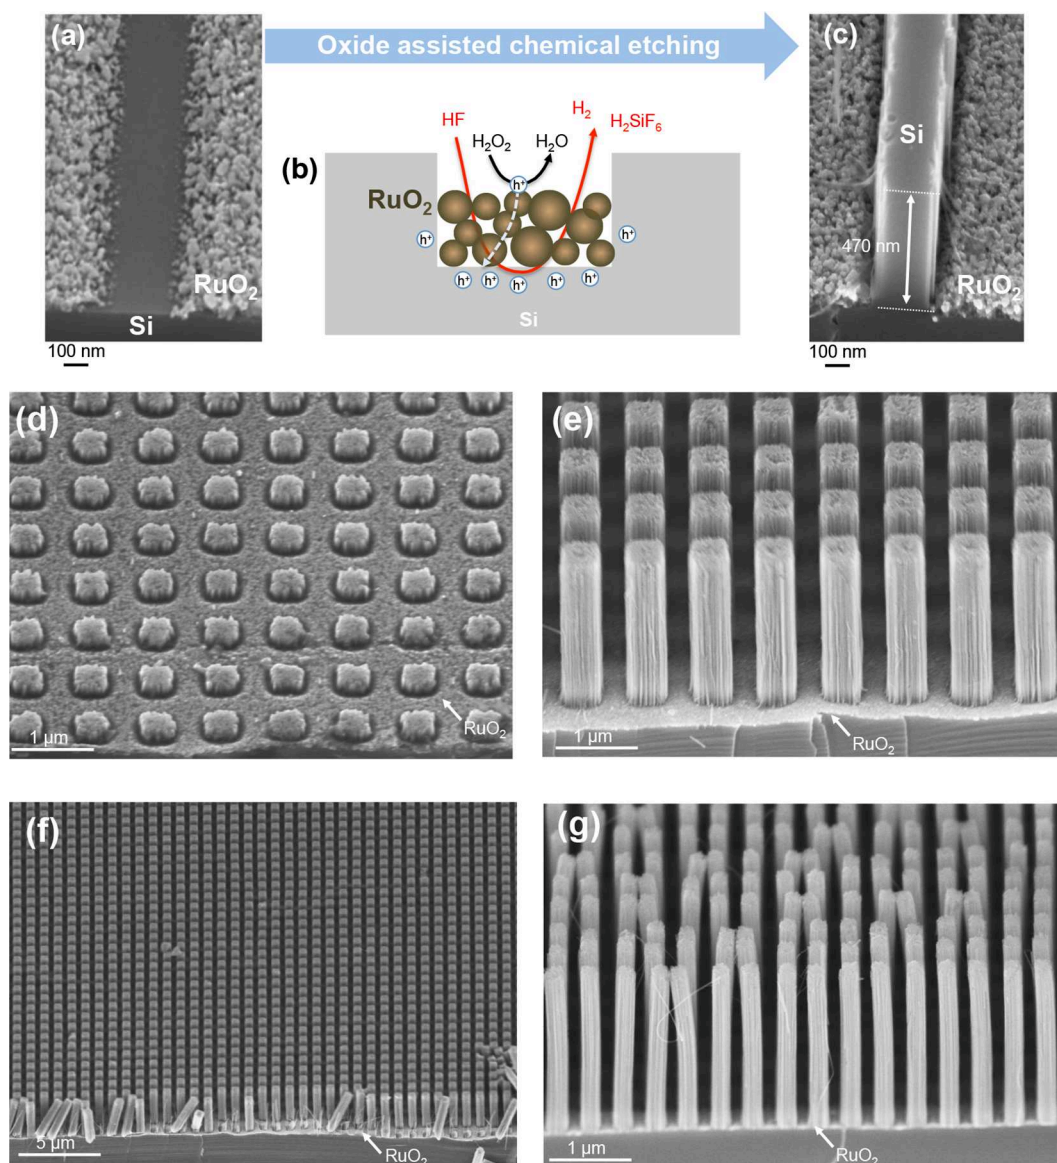 (a)
Oxide assisted chemical etching
(c)
HF
H₂
H₂SiF₆
H₂O₂
H₂O
(b)
h⁺
RuO₂
h⁺
h⁺
h⁺
h⁺
h⁺
h⁺
h⁺
Si
RuO₂
Si
100 nm
Si
470 nm
RuO₂
100 nm
(d)
RuO₂
1 µm
(e)
RuO₂
1 µm
(f)
RuO₂
5 µm
(g)
RuO₂
1 µm